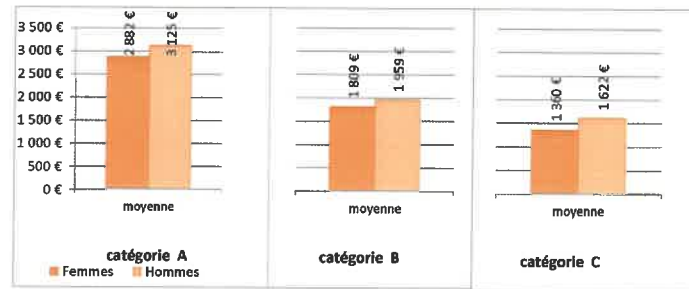 3 500 €
3 000 €
2 500 €
2 000 €
1 500 €
1 000 €
500 €
0 €
2 882 €
3 125 €
moyenne
catégorie A
Femmes
Hommes
1 809 €
1 959 €
moyenne
catégorie B
1 360 €
1 622 €
moyenne
catégorie C